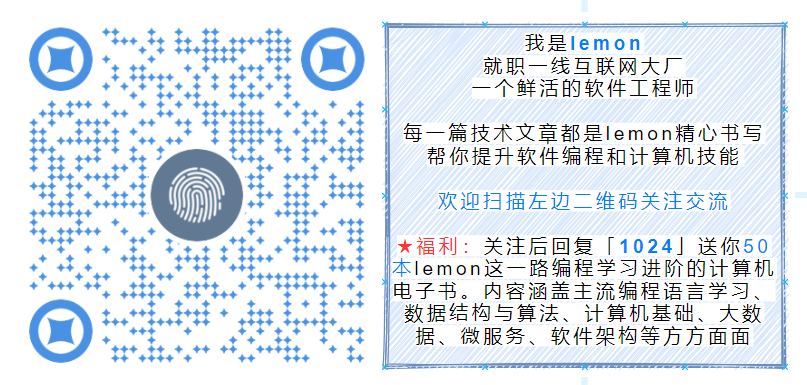 我是lemon
就职一线互联网大厂
一个鲜活的软件工程师
每一篇技术文章都是lemon精心书写
帮你提升软件编程和计算机技能
欢迎扫描左边二维码关注交流
★福利：关注后回复「1024」送你50
本lemon这一路编程学习进阶的计算机
电子书。内容涵盖主流编程语言学习、
数据结构与算法、计算机基础、大数
据、微服务、软件架构等方方面面